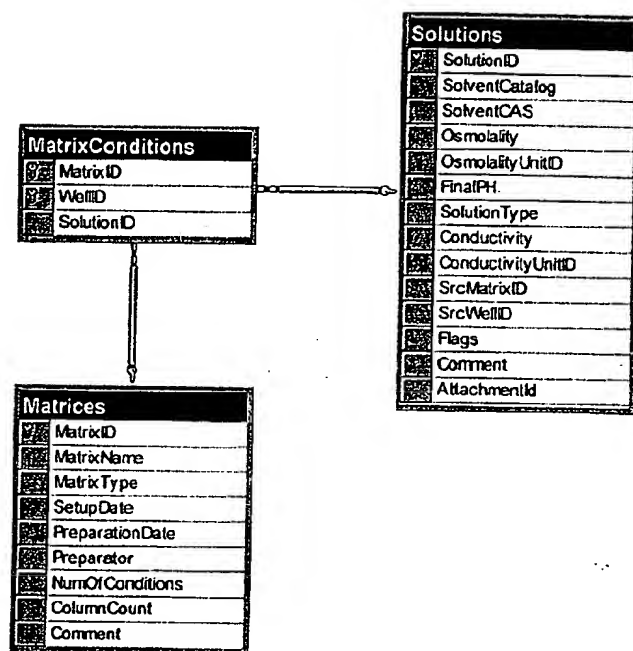 Solutions
SolutionID
SolventCatalog
SolventCAS
Osmolality
OsmolalityUnitID
FinalPH.
SolutionType
Conductivity
ConductivityUnitID
SrcMatrixID
SrcWellID
Flags
Comment
AttachmentId
MatrixConditions
MatrixID
WellID
SolutionID
Matrices
MatrixID
MatrixName
MatrixType
SetupDate
PreparationDate
Preparator
NumOfConditions
ColumnCount
Comment